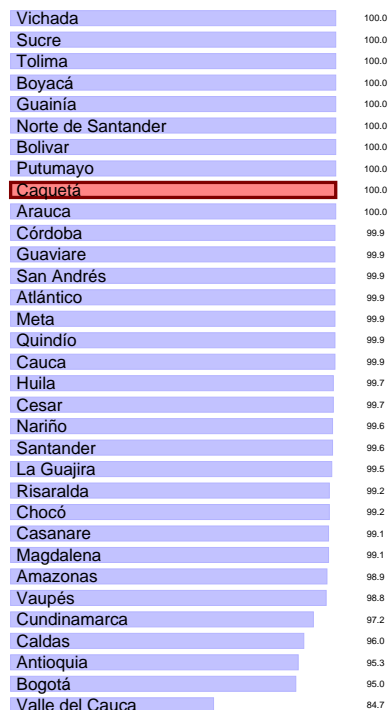 Vichada 100.0
Sucre 100.0
Tolima 100.0
Boyacá 100.0
Guainía 100.0
Norte de Santander 100.0
Bolivar 100.0
Putumayo 100.0
Caquetá 100.0
Arauca 100.0
Córdoba 99.9
Guaviare 99.9
San Andrés 99.9
Atlántico 99.9
Meta 99.9
Quindío 99.9
Cauca 99.9
Huila 99.7
Cesar 99.7
Nariño 99.6
Santander 99.6
La Guajira 99.5
Risaralda 99.2
Chocó 99.2
Casanare 99.1
Magdalena 99.1
Amazonas 98.9
Vaupés 98.8
Cundinamarca 97.2
Caldas 96.0
Antioquia 95.3
Bogotá 95.0
Valle del Cauca 84.7